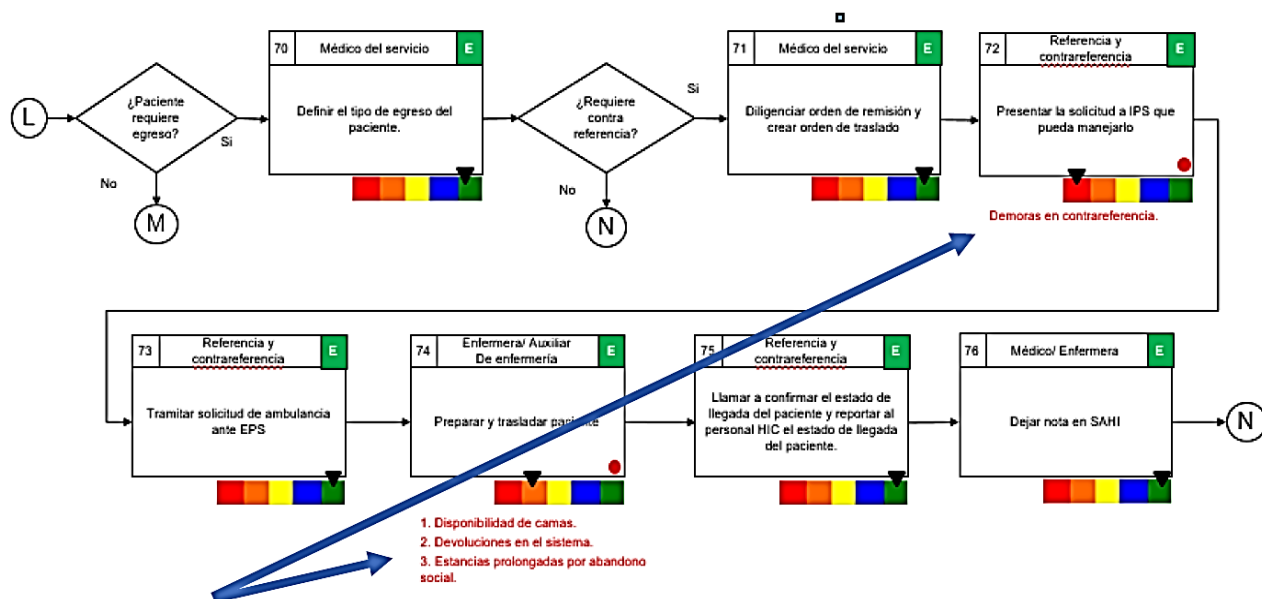 70 Médico del servicio E
Definir el tipo de egreso del
paciente.
71 Médico del servicio E
Diligenciar orden de remisión y
crear orden de traslado
72 Referencia y
contrareferencia E
Presentar la solicitud a IPS que
pueda manejarlo
Demoras en contrareferencia.
L
¿Paciente
requiere
egreso?
Si
No
M
¿Requiere
contra
referencia?
Si
No
N
73 Referencia y
contrareferencia E
Tramitar solicitud de ambulancia
ante EPS
74 Enfermera/ Auxiliar
De enfermería E
Preparar y trasladar paciente
1. Disponibilidad de camas.
2. Devoluciones en el sistema.
3. Estancias prolongadas por abandono
social.
75 Referencia y
contrareferencia E
Llamar a confirmar el estado de
llegada del paciente y reportar al
personal HIC el estado de llegada
del paciente.
76 Médico/ Enfermera E
Dejar nota en SAHI
N